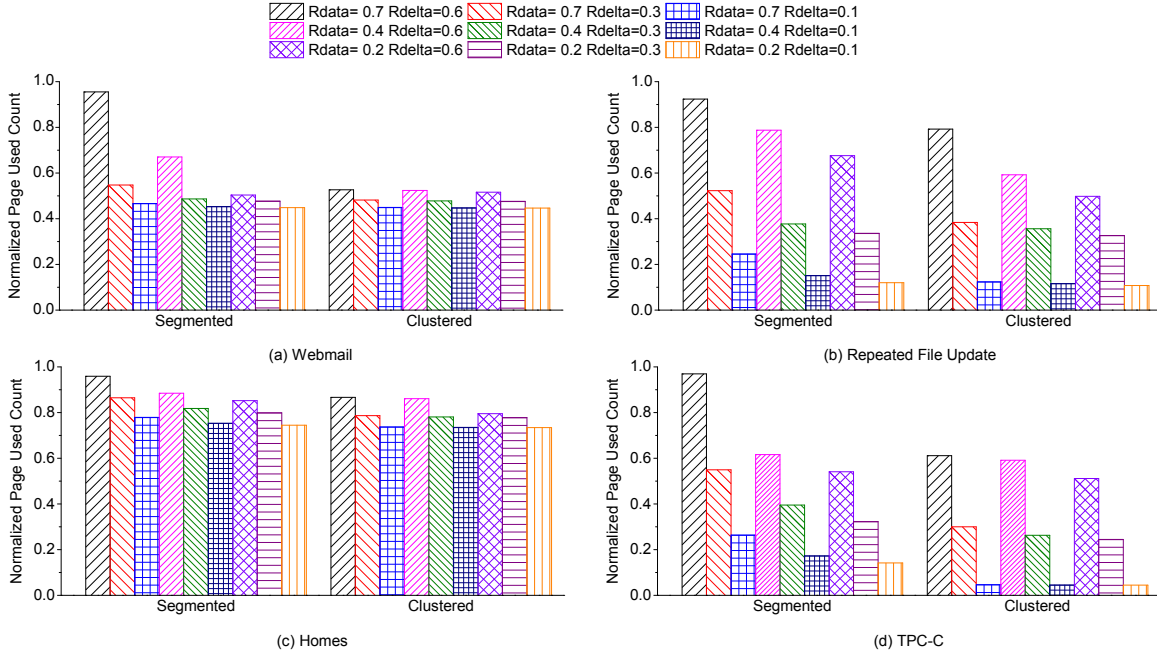 Rdata= 0.7 Rdelta=0.6 Rdata= 0.7 Rdelta=0.3 Rdata= 0.7 Rdelta=0.1
Rdata= 0.4 Rdelta=0.6 Rdata= 0.4 Rdelta=0.3 Rdata= 0.4 Rdelta=0.1
Rdata= 0.2 Rdelta=0.6 Rdata= 0.2 Rdelta=0.3 Rdata= 0.2 Rdelta=0.1
Normalized Page Used Count
1.0
0.8
0.6
0.4
0.2
0.0
Segmented Clustered
(a) Webmail
Normalized Page Used Count
1.0
0.8
0.6
0.4
0.2
0.0
Segmented Clustered
(b) Repeated File Update
Normalized Page Used Count
1.0
0.8
0.6
0.4
0.2
0.0
Segmented Clustered
(c) Homes
Normalized Page Used Count
1.0
0.8
0.6
0.4
0.2
0.0
Segmented Clustered
(d) TPC-C